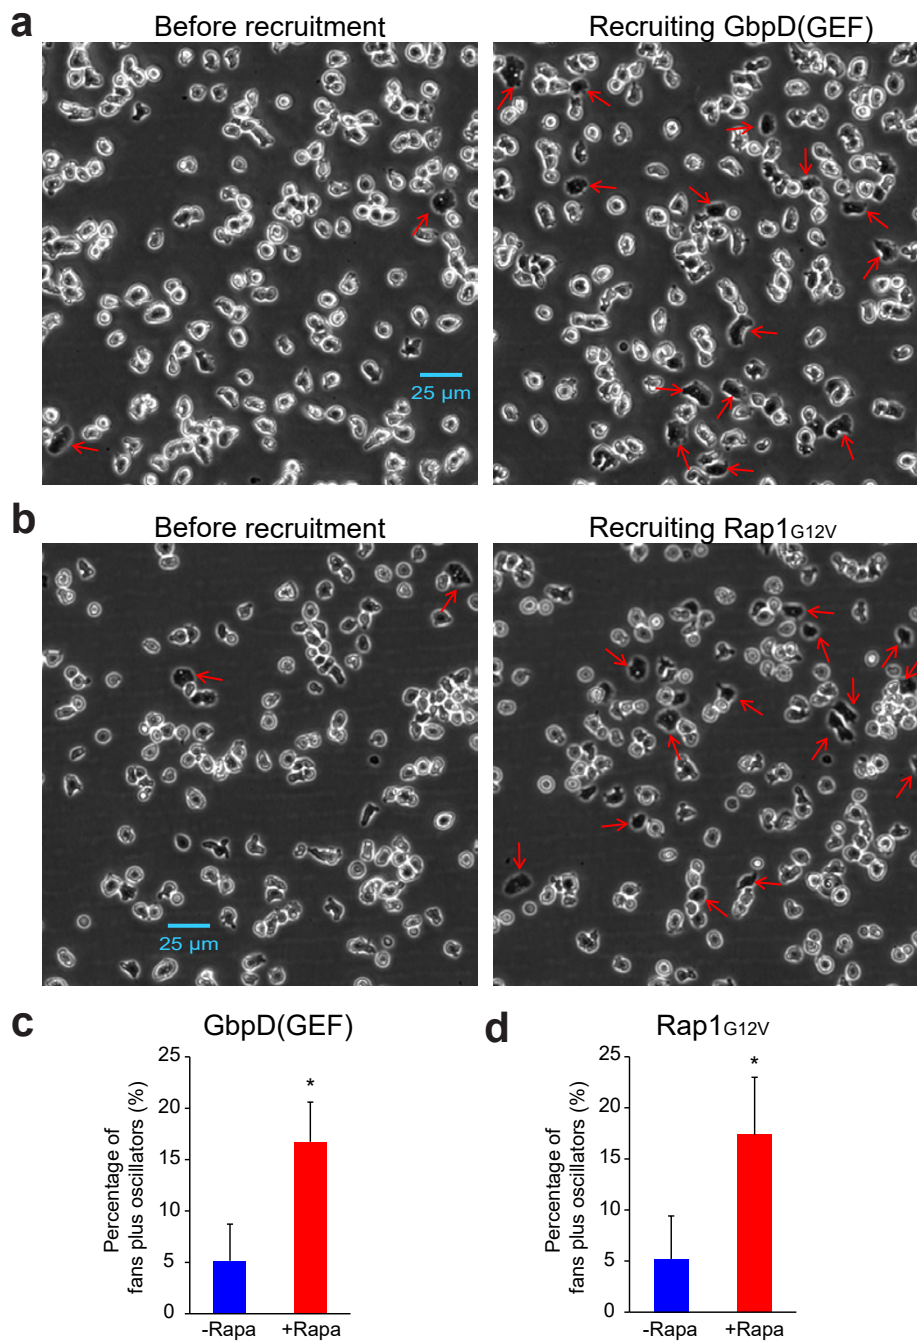 a
Before recruitment
Recruiting GbpD(GEF)
25 µm
b
Before recruitment
Recruiting Rap1G12V
25 µm
c
GbpD(GEF)
Percentage of
fans plus oscillators (%)
25
20
15
10
5
0
*
-Rapa
+Rapa
d
Rap1G12V
Percentage of
fans plus oscillators (%)
25
20
15
10
5
0
*
-Rapa
+Rapa